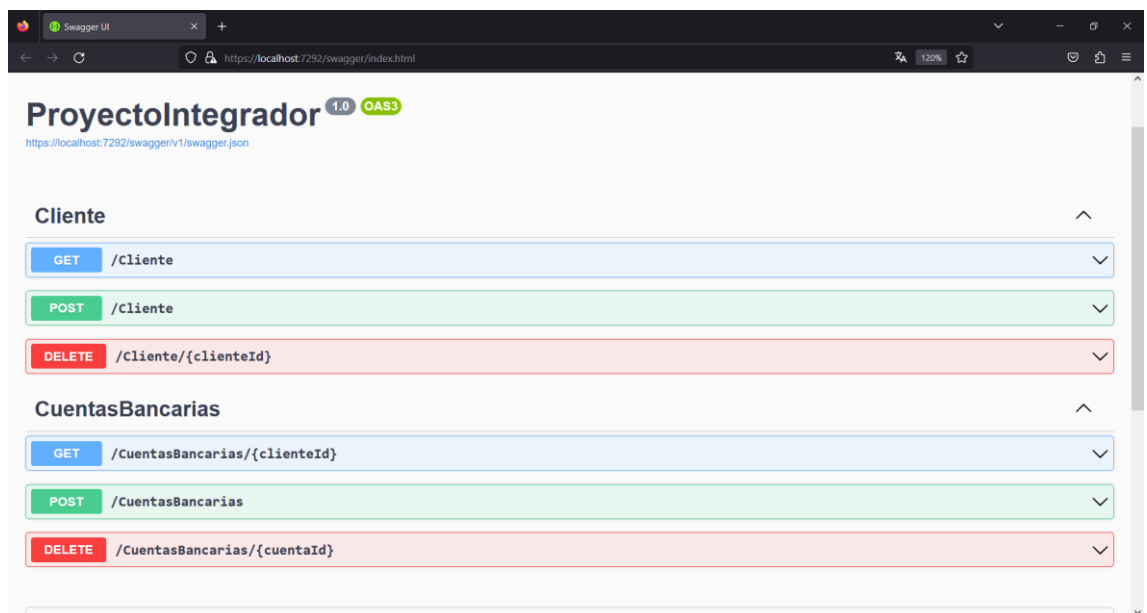 Swagger UI
https://localhost:7292/swagger/index.html
120%
ProyectoIntegrador 1.0 OAS3
https://localhost:7292/swagger/v1/swagger.json
Cliente
GET /Cliente
POST /Cliente
DELETE /Cliente/{clienteId}
CuentasBancarias
GET /CuentasBancarias/{clienteId}
POST /CuentasBancarias
DELETE /CuentasBancarias/{cuentaId}